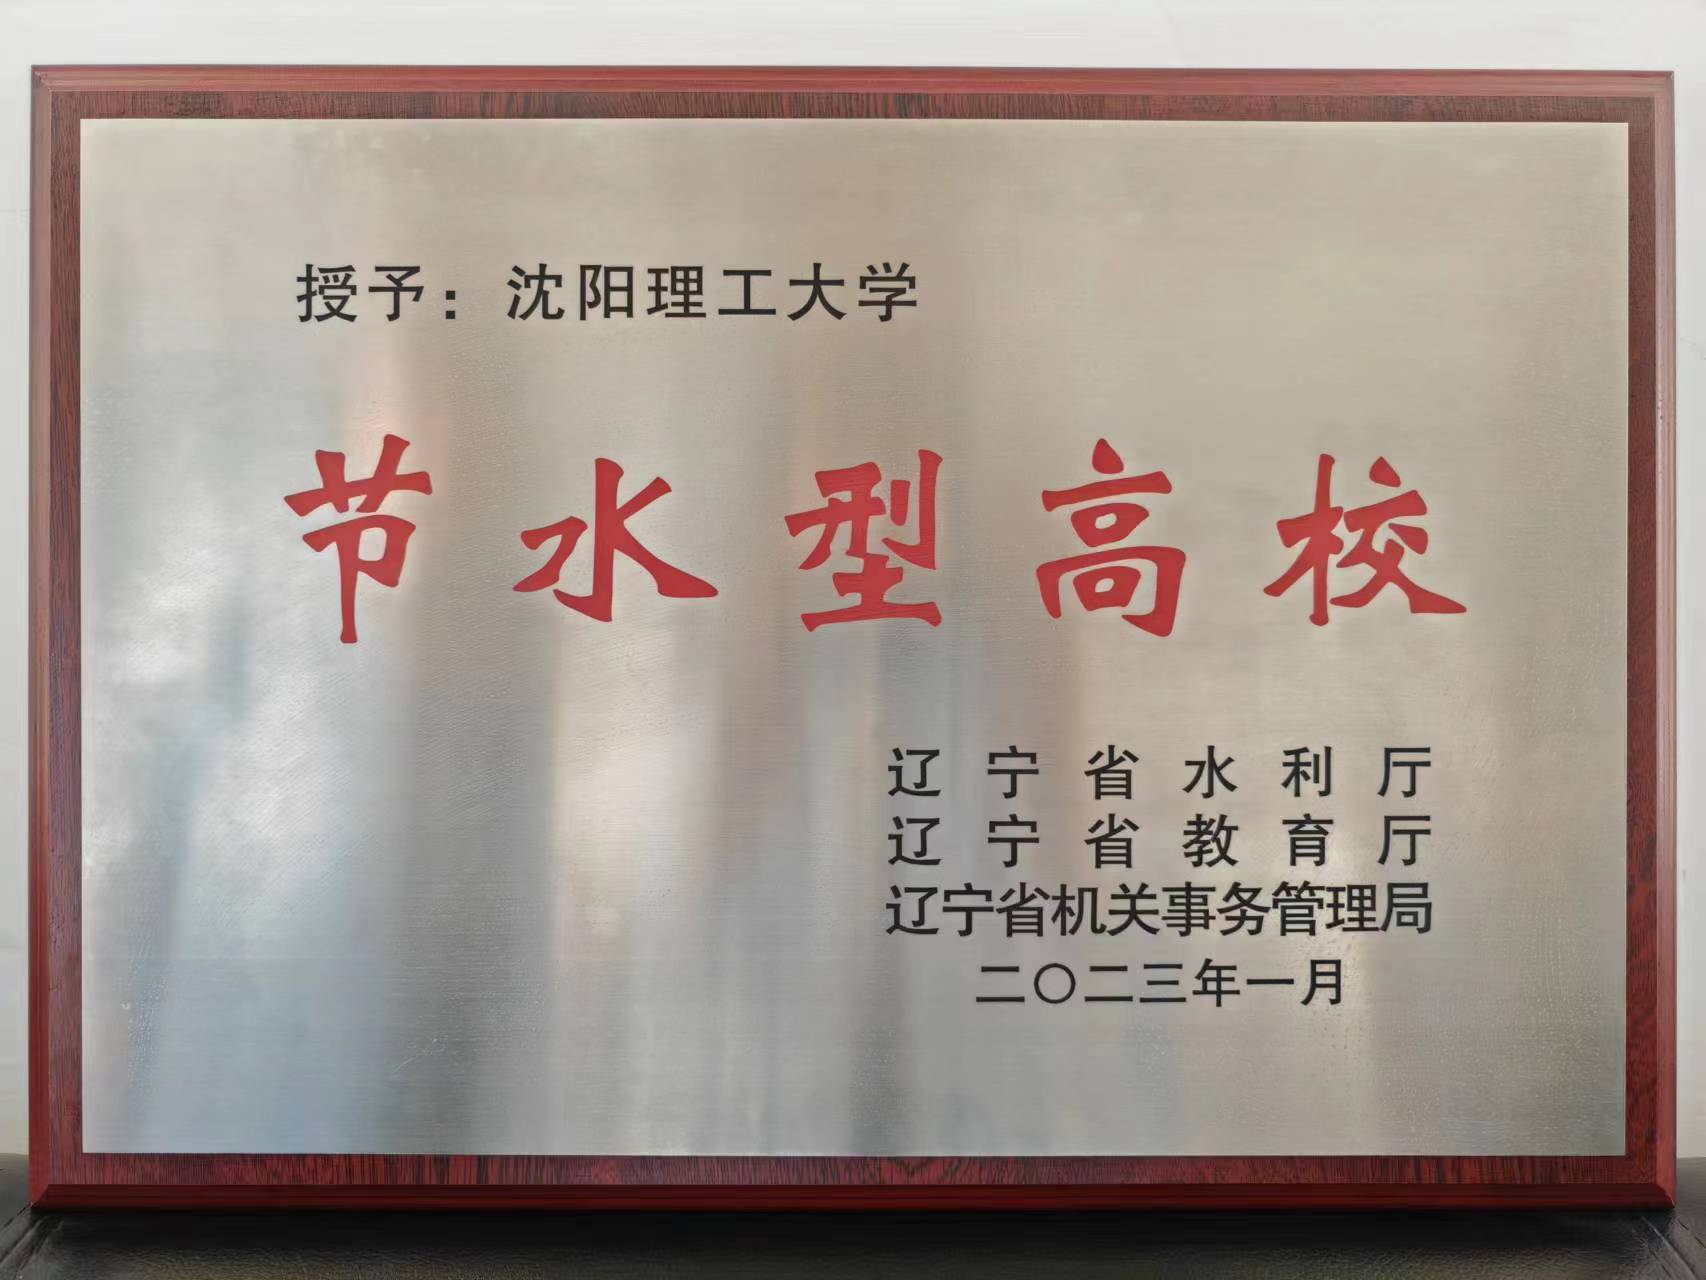 授予：沈阳理工大学
节水型高校
辽宁省水利厅
辽宁省教育厅
辽宁省机关事务管理局
二〇二三年一月